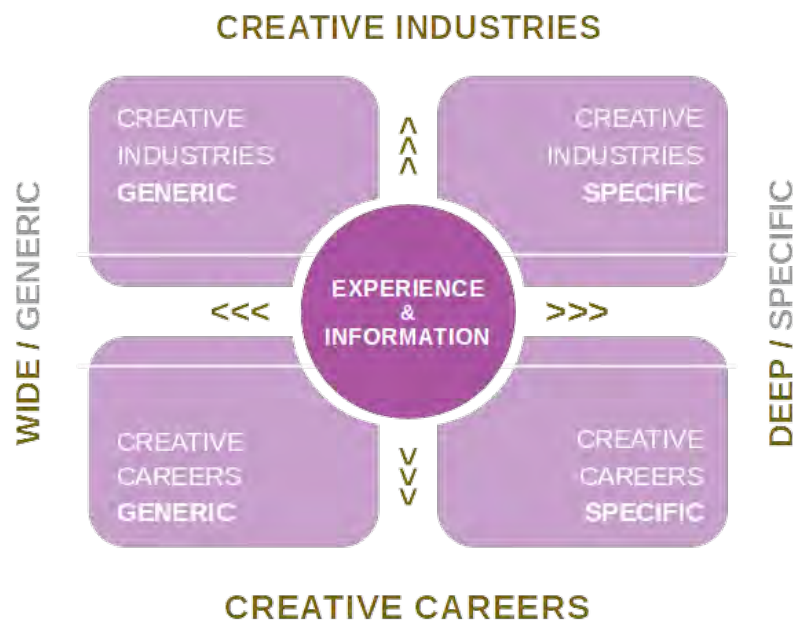 CREATIVE INDUSTRIES
CREATIVE
INDUSTRIES
GENERIC
CREATIVE
INDUSTRIES
SPECIFIC
<<<
>>>
WIDE / GENERIC
DEEP / SPECIFIC
EXPERIENCE
&
INFORMATION
CREATIVE
CAREERS
GENERIC
CREATIVE
CAREERS
SPECIFIC
CREATIVE CAREERS